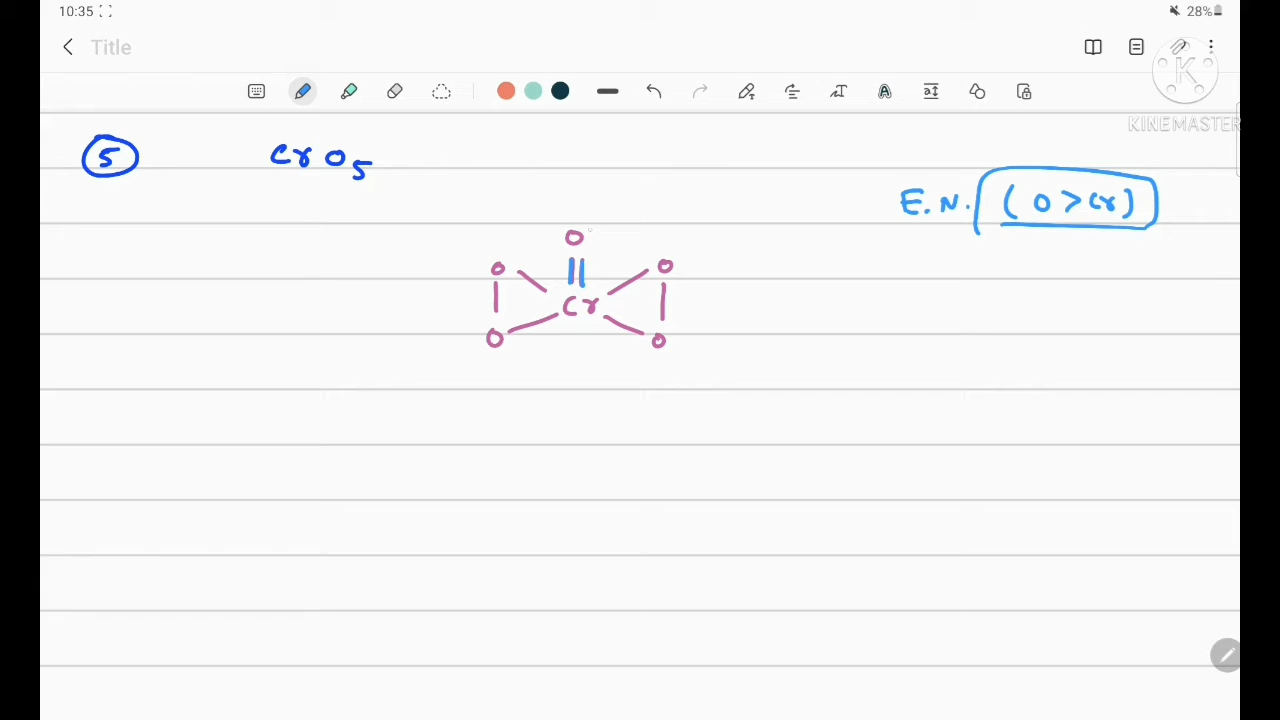 10:35
28%
Title
K
KINEMASTER
5 CrO5
E.N. (O > Cr)
O
O O
Cr
O O